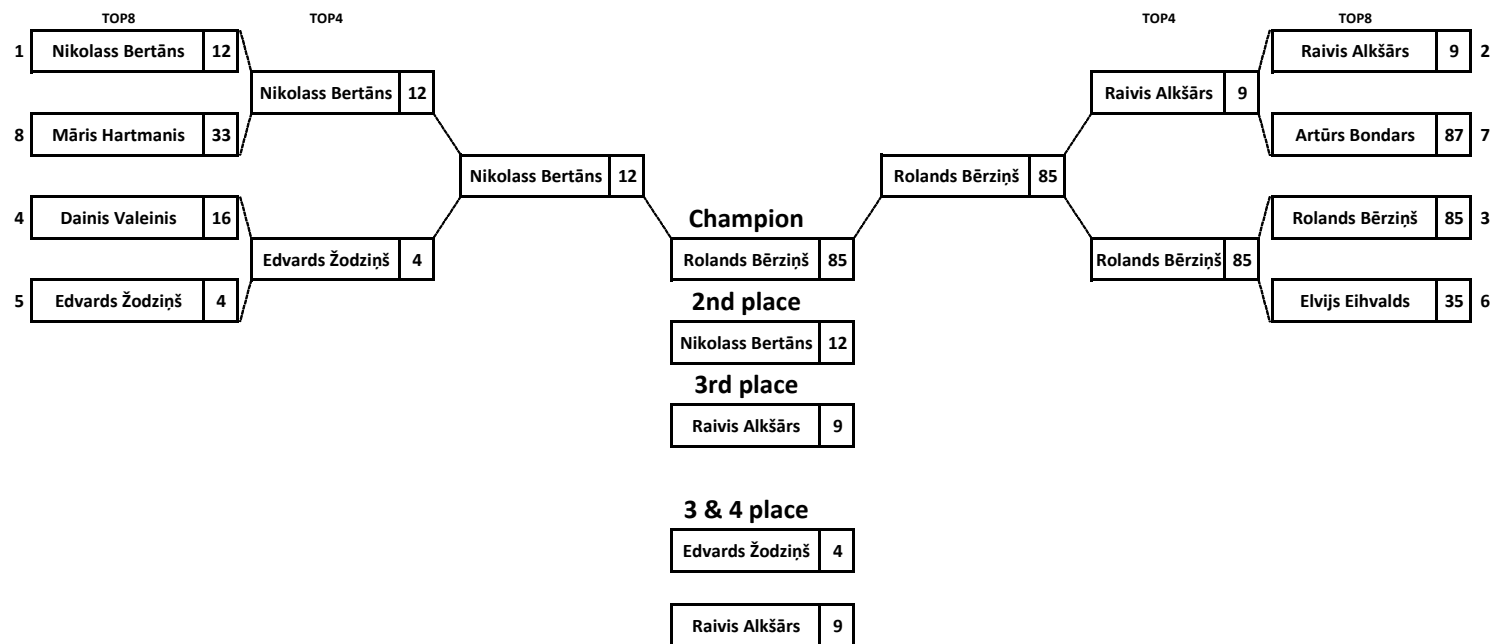 TOP8 TOP4 TOP4 TOP8
1 Nikolass Bertāns 12 Raivis Alkšārs 9 2
Nikolass Bertāns 12 Raivis Alkšārs 9
8 Māris Hartmanis 33 Artūrs Bondars 87 7
Nikolass Bertāns 12 Rolands Bērziņš 85
4 Dainis Valeinis 16 Champion Rolands Bērziņš 85 3
Edvards Žodziņš 4 Rolands Bērziņš 85 Rolands Bērziņš 85
5 Edvards Žodziņš 4 2nd place Elvijs Eihvalds 35 6
Nikolass Bertāns 12
3rd place
Raivis Alkšārs 9
3 & 4 place
Edvards Žodziņš 4
Raivis Alkšārs 9